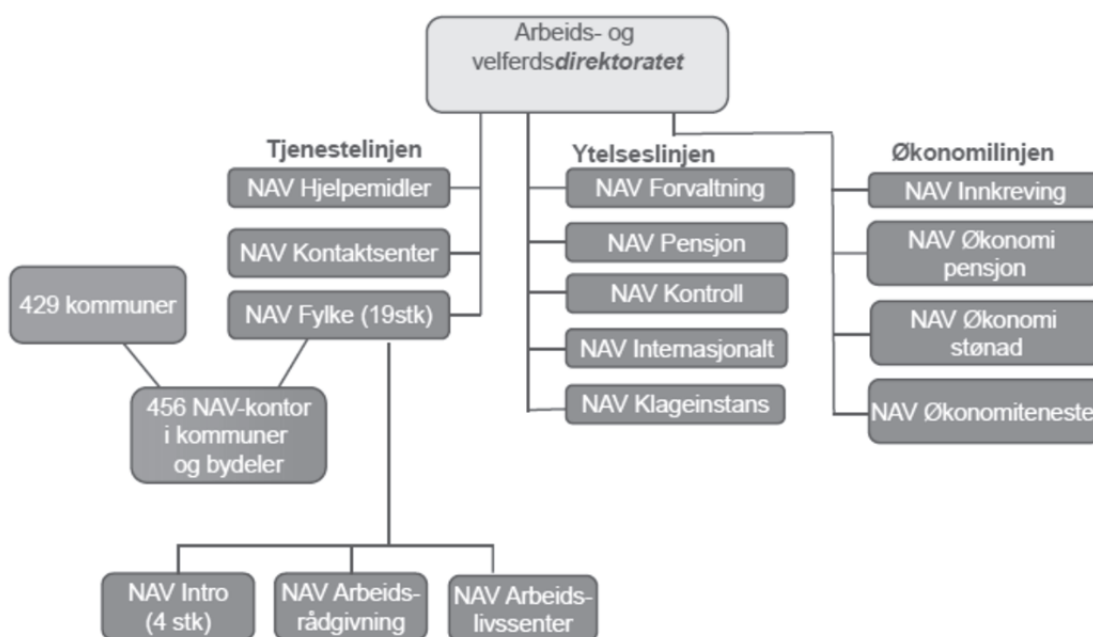 Arbeids- og
velferdsdirektoratet
Tjenestelinjen
NAV Hjelpemidler
NAV Kontaktsenter
NAV Fylke (19stk)
429 kommuner
456 NAV-kontor
i kommuner
og bydeler
NAV Intro
(4 stk)
NAV Arbeids-
rådgivning
NAV Arbeids-
livssenter
Ytelseslinjen
NAV Forvaltning
NAV Pensjon
NAV Kontroll
NAV Internasjonalt
NAV Klageinstans
Økonomilinjen
NAV Innkreving
NAV Økonomi
pensjon
NAV Økonomi
stønad
NAV Økonomiteneste